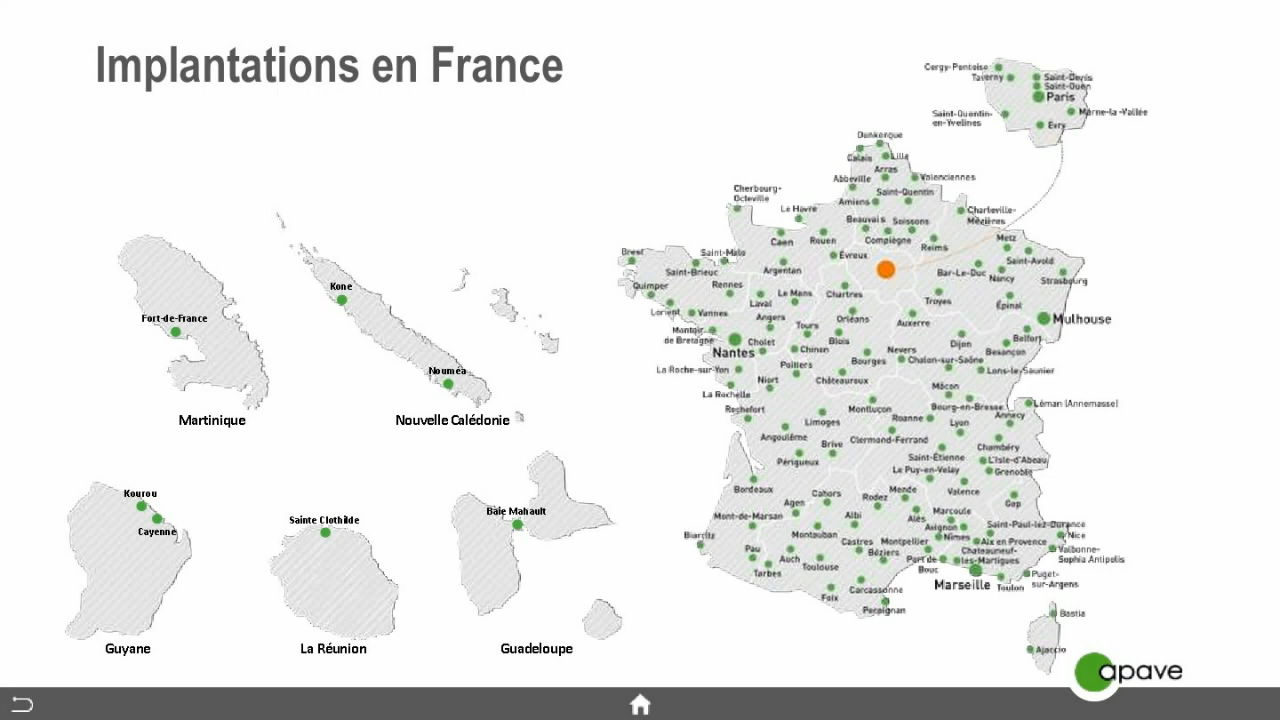 Implantations en France
Cergy-Pontoise
Taverny
Saint-Denis
Saint-Ouen
Paris
Saint-Quentin-
en-Yvelines
Marne-la-Vallée
Évry
Dunkerque
Calais
Lille
Arras
Abbeville
Valenciennes
Cherbourg-
Octeville
Saint-Quentin
Amiens
Le Havre
Charleville-
Mézières
Beauvais
Soissons
Caen
Rouen
Compiègne
Reims
Metz
Brest
Saint-Malo
Évreux
Saint-Avold
Saint-Brieuc
Argentan
Bar-Le-Duc
Nancy
Strasbourg
Quimper
Rennes
Laval
Le Mans
Chartres
Troyes
Épinal
Lorient
Vannes
Angers
Orléans
Auxerre
Mulhouse
Montoir
de Bretagne
Tours
Cholet
Blois
Dijon
Belfort
Nantes
Chinon
Nevers
Besançon
Bourges
Chalon-sur-Saône
La Roche-sur-Yon
Poitiers
Lons-le-Saunier
Niort
Châteauroux
La Rochelle
Mâcon
Rochefort
Montluçon
Bourg-en-Bresse
Léman (Annemasse)
Limoges
Roanne
Lyon
Annecy
Angoulême
Brive
Clermond-Ferrand
Chambéry
Périgueux
Saint-Étienne
L'Isle-d'Abeau
Le Puy-en-Velay
Grenoble
Bordeaux
Cahors
Mende
Valence
Agen
Rodez
Gap
Mont-de-Marsan
Albi
Alès
Marcoule
Avignon
Saint-Paul-lez-Durance
Biarritz
Montauban
Castres
Montpellier
Nîmes
Aix en Provence
Nice
Pau
Auch
Béziers
Port de
Bouc
Chateauneuf-
les-Martigues
Valbonne-
Sophia Antipolis
Tarbes
Toulouse
Marseille
Toulon
Puget-
sur-Argens
Foix
Carcassonne
Perpignan
Bastia
Ajaccio
Fort-de-France
Martinique
Kone
Nouméa
Nouvelle Calédonie
Kourou
Cayenne
Guyane
Sainte Clothilde
La Réunion
Baie Mahault
Guadeloupe
apave